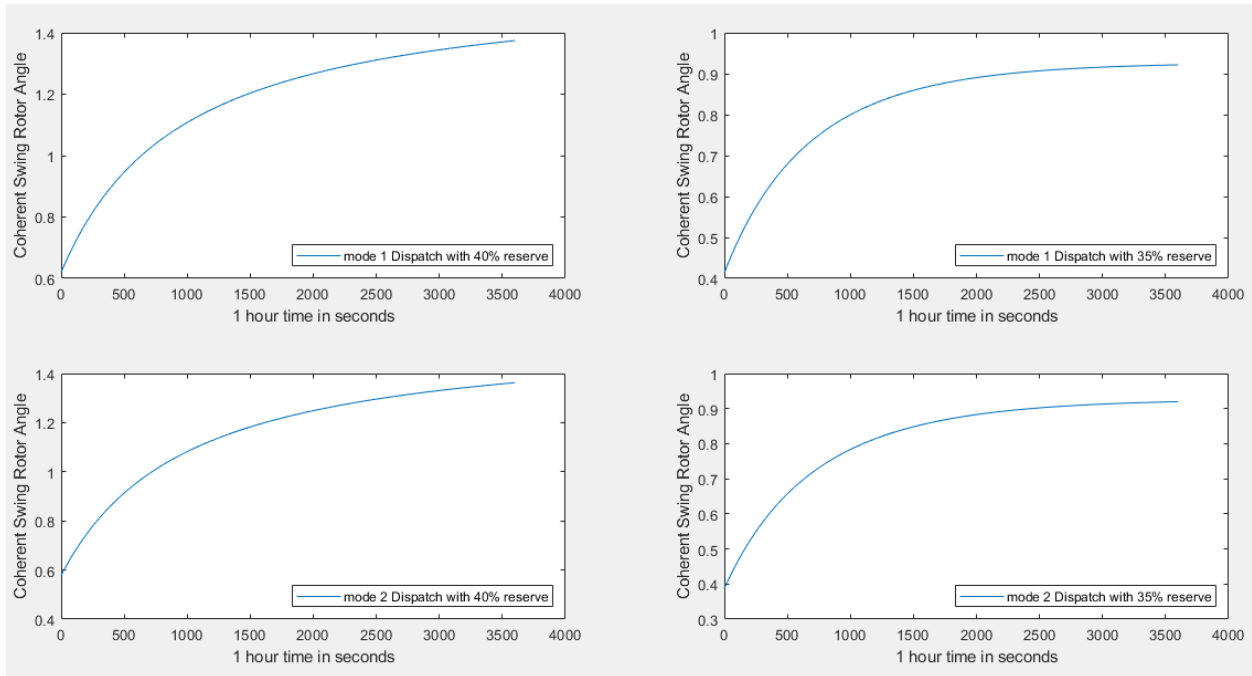 Coherent Swing Rotor Angle
1.4
1.2
1
0.8
0.6
0 500 1000 1500 2000 2500 3000 3500 4000
mode 1 Dispatch with 40% reserve
1 hour time in seconds
Coherent Swing Rotor Angle
1
0.9
0.8
0.7
0.6
0.5
0.4
0 500 1000 1500 2000 2500 3000 3500 4000
mode 1 Dispatch with 35% reserve
1 hour time in seconds
Coherent Swing Rotor Angle
1.4
1.2
1
0.8
0.6
0.4
0 500 1000 1500 2000 2500 3000 3500 4000
mode 2 Dispatch with 40% reserve
1 hour time in seconds
Coherent Swing Rotor Angle
1
0.9
0.8
0.7
0.6
0.5
0.4
0.3
0 500 1000 1500 2000 2500 3000 3500 4000
mode 2 Dispatch with 35% reserve
1 hour time in seconds